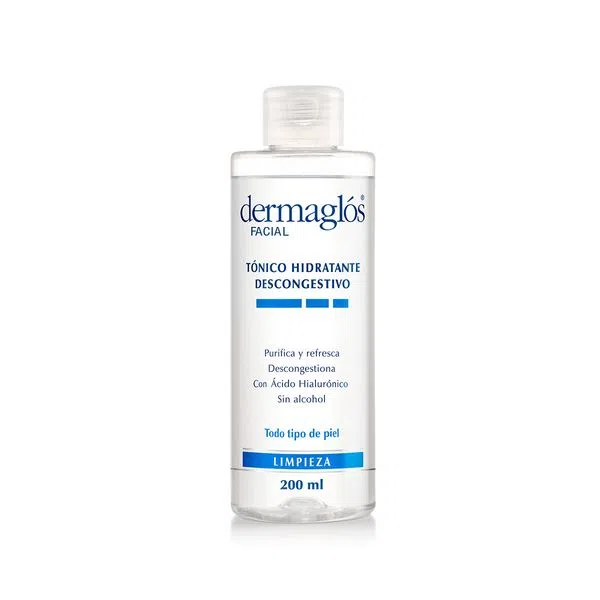 dermaglós®
FACIAL
TÓNICO HIDRATANTE
DESCONGESTIVO
Purifica y refresca
Descongestiona
Con Ácido Hialurónico
Sin alcohol
Todo tipo de piel
LIMPIEZA
200 ml